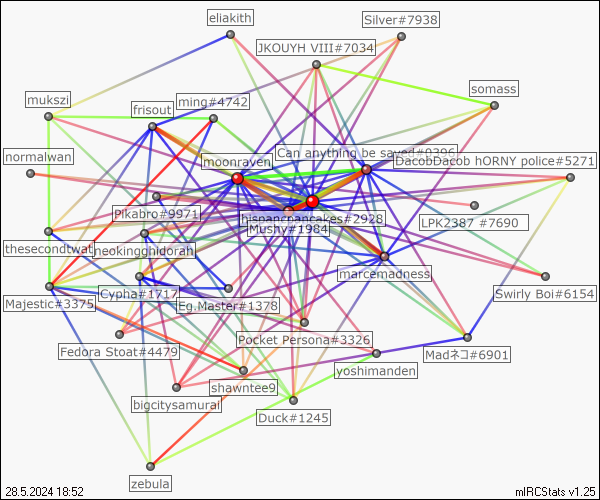 eliakith
Silver#7938
JKOUYH VIII#7034
somass
mukszi
ming#4742
frisout
Can anything be saved#0396
normalwan
moonraven
DacobDacob hORNY police#5271
Pikabro#9971
hispanicpancakes#2928
LPK2387 #7690
Mushy#1984
thesecondtwat
neokingghidorah
marcemadness
Cypha#1717
Swirly Boi#6154
Majestic#3375
Eg.Master#1378
Pocket Persona#3326
Fedora Stoat#4479
Madネコ#6901
yoshimanden
shawntee9
bigcitysamurai
Duck#1245
zebula
28.5.2024 18:52
mIRCStats v1.25